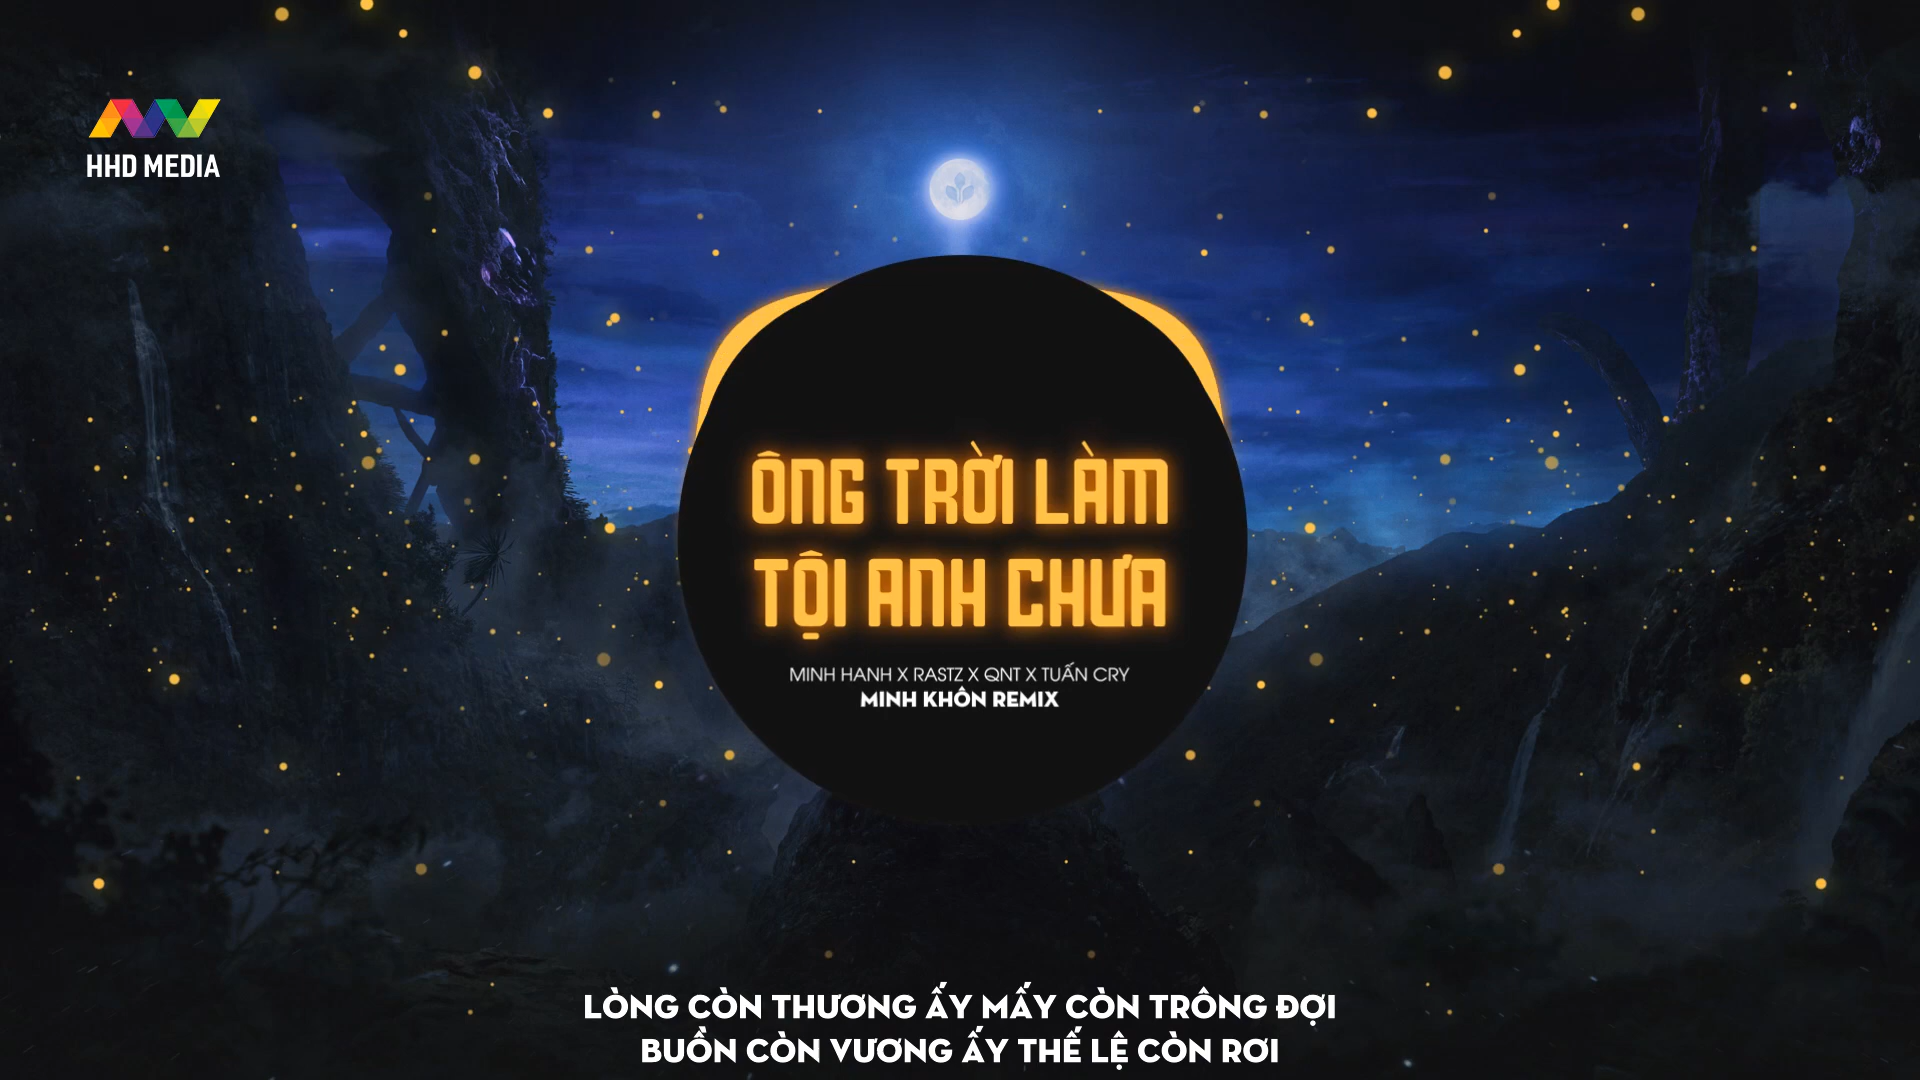 HHD MEDIA
ÔNG TRỜI LÀM
TỘI ANH CHƯA
MINH HANH X RASTZ X QNT X TUẤN CRY
MINH KHÔN REMIX
LÒNG CÒN THƯƠNG ẤY MẤY CÒN TRÔNG ĐỢI
BUỒN CÒN VƯƠNG ẤY THẾ LỆ CÒN RƠI